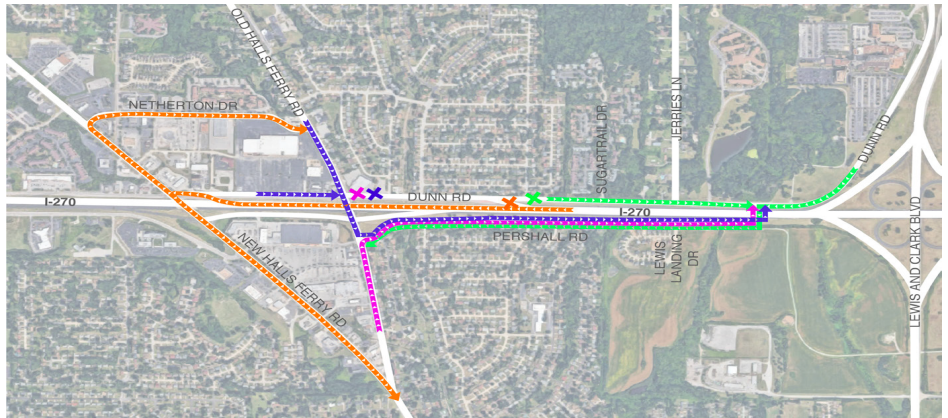 OLD HALLS FERRY RD
NETHERTON DR
SUGARTRAIL DR
JERRIES LN
DUNN RD
DUNN RD
I-270
I-270
PERSHALL RD
NEW HALLS FERRY RD
LEWIS
LANDING
DR
LEWIS AND CLARK BLVD